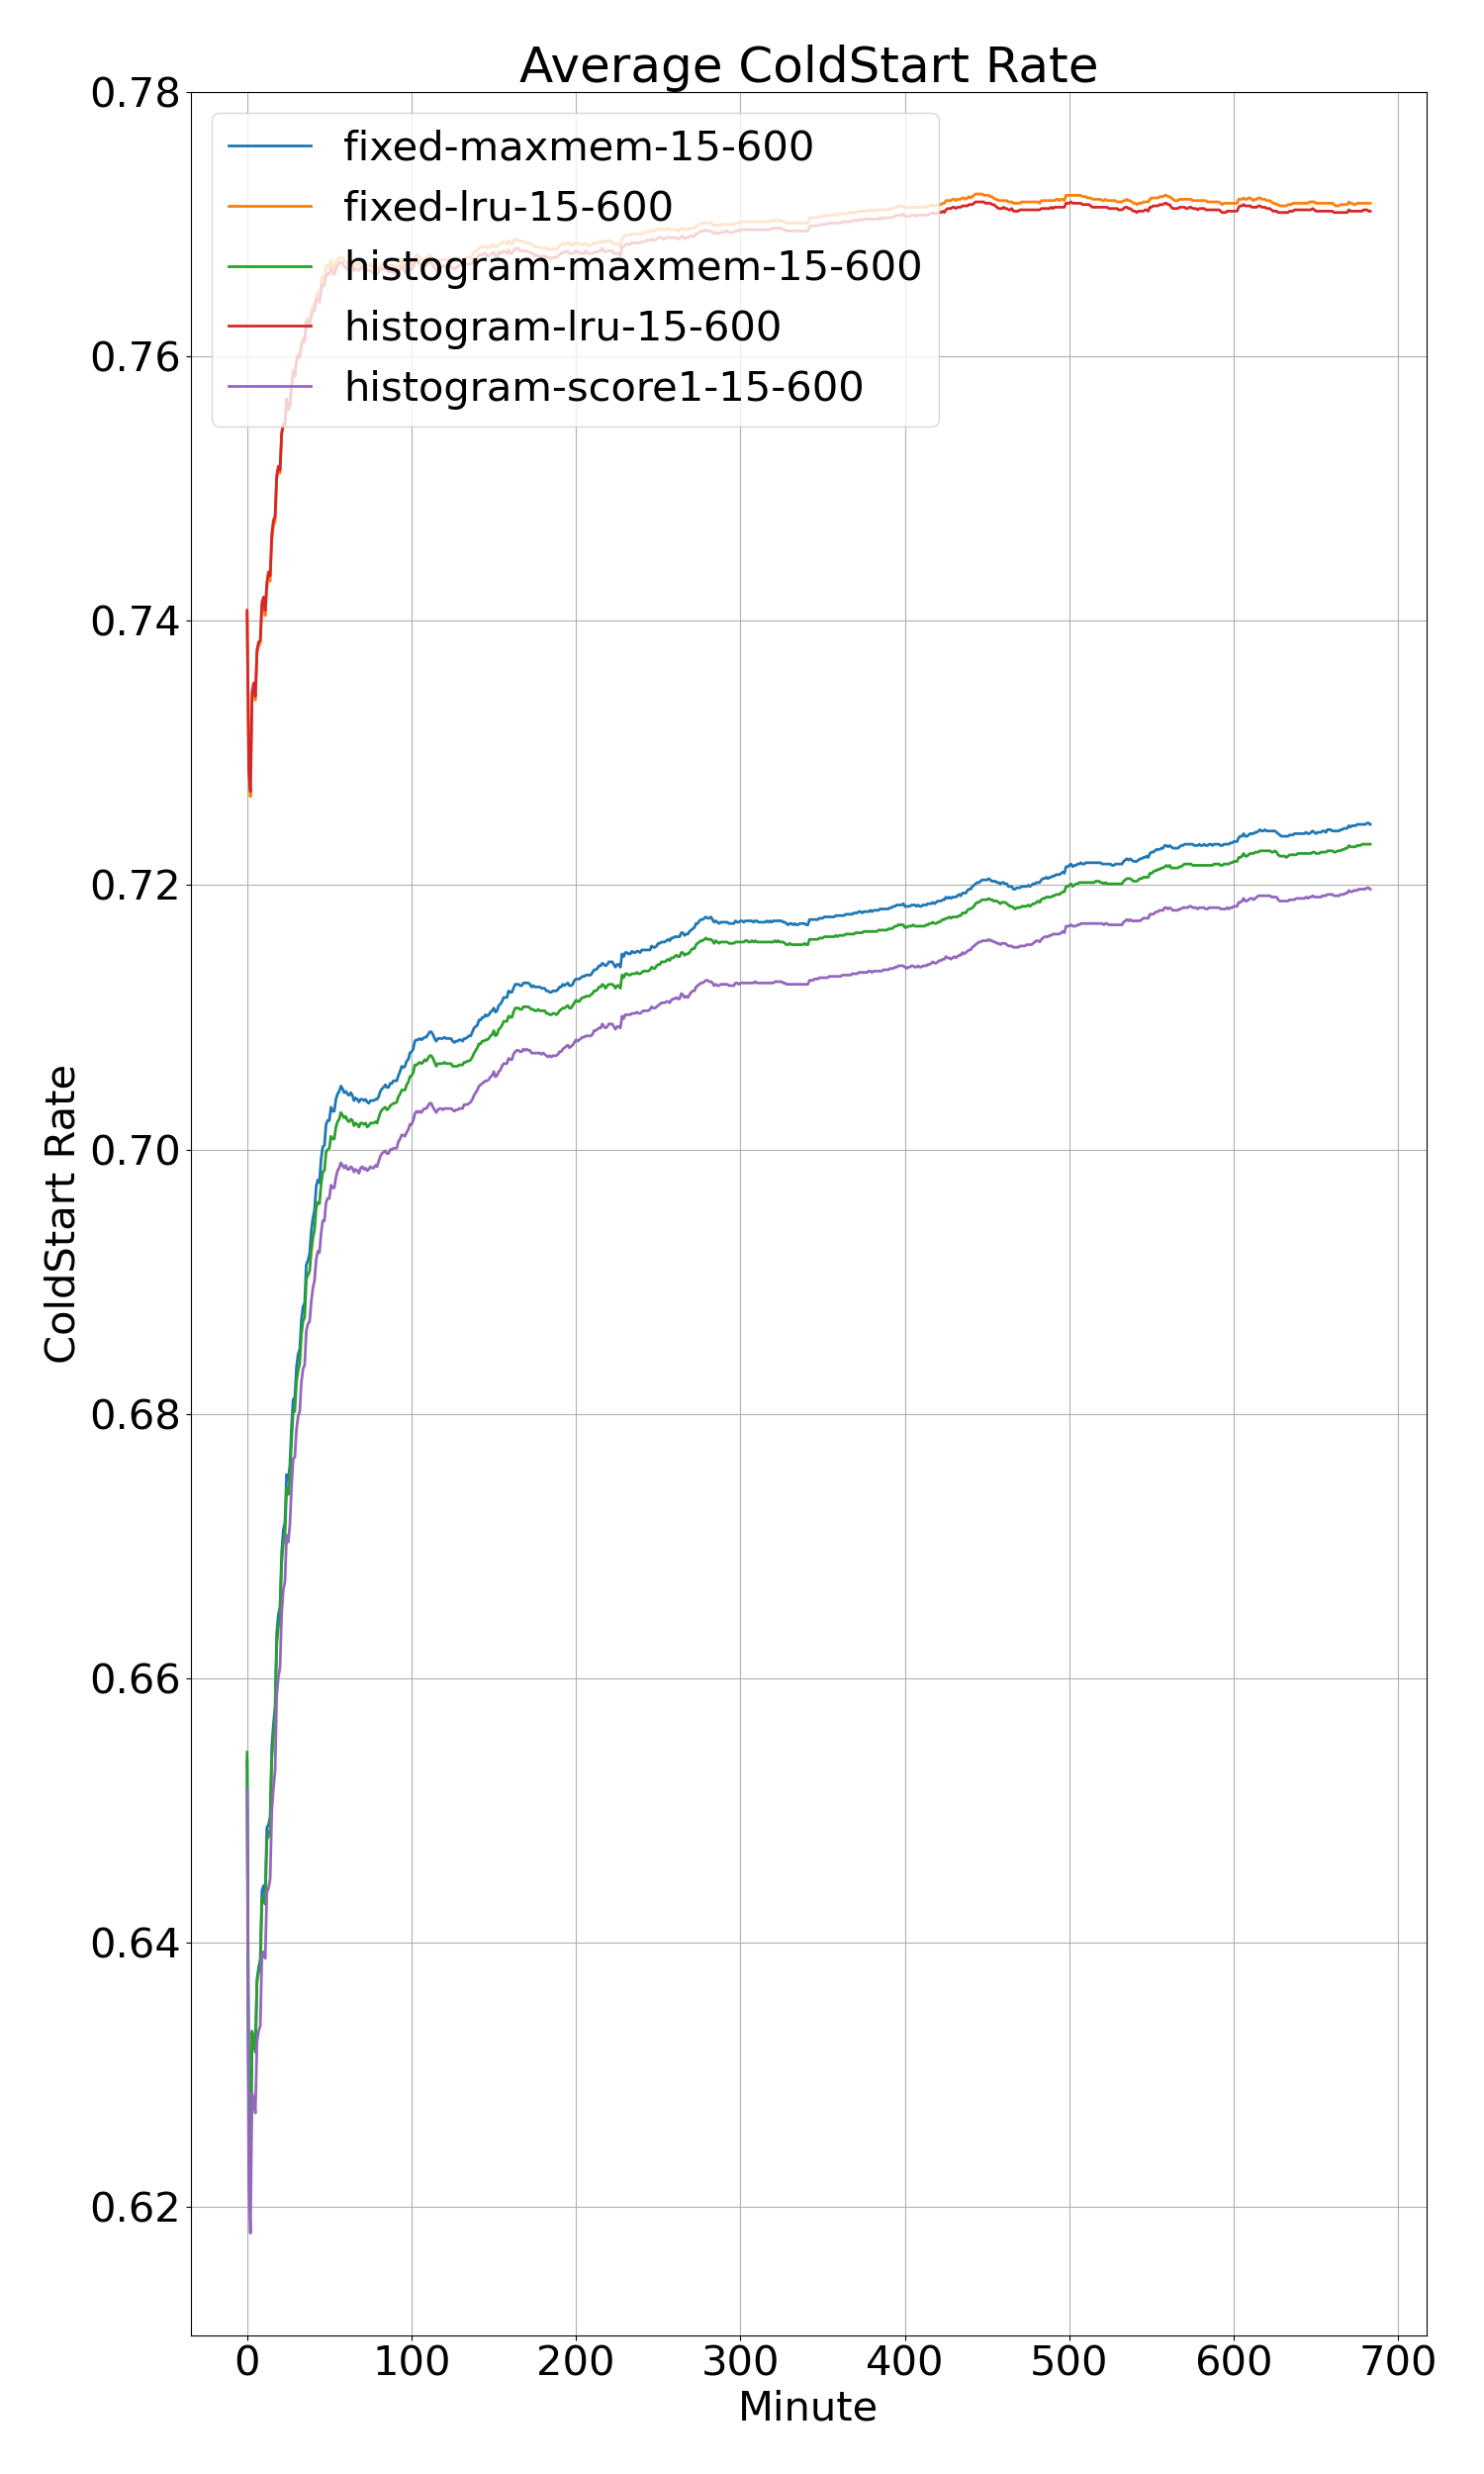 Average ColdStart Rate
0.78
0.76
0.74
0.72
0.70
0.68
0.66
0.64
0.62
ColdStart Rate
fixed-maxmem-15-600
fixed-lru-15-600
histogram-maxmem-15-600
histogram-lru-15-600
histogram-score1-15-600
0 100 200 300 400 500 600 700
Minute